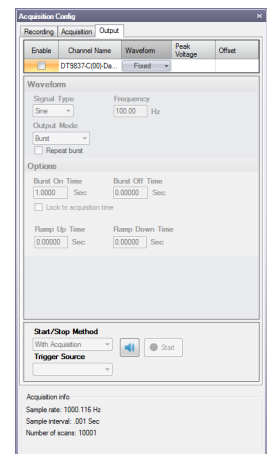 Acquisition Config ×
Recording Acquisition Output
Enable Channel Name Waveform Peak Voltage Offset
DT9837-C(00)-Da... Fixed
Waveform
Signal Type Frequency
Sine 100.00 Hz
Output Mode
Burst
Repeat burst
Options
Burst On Time Burst Off Time
1.0000 Sec 0.00000 Sec
Lock to acquisition time
Ramp Up Time Ramp Down Time
0.00000 Sec 0.00000 Sec
Start/Stop Method
With Acquisition Start
Trigger Source
Acquisition info
Sample rate: 1000.116 Hz
Sample interval: .001 Sec
Number of scans: 10001